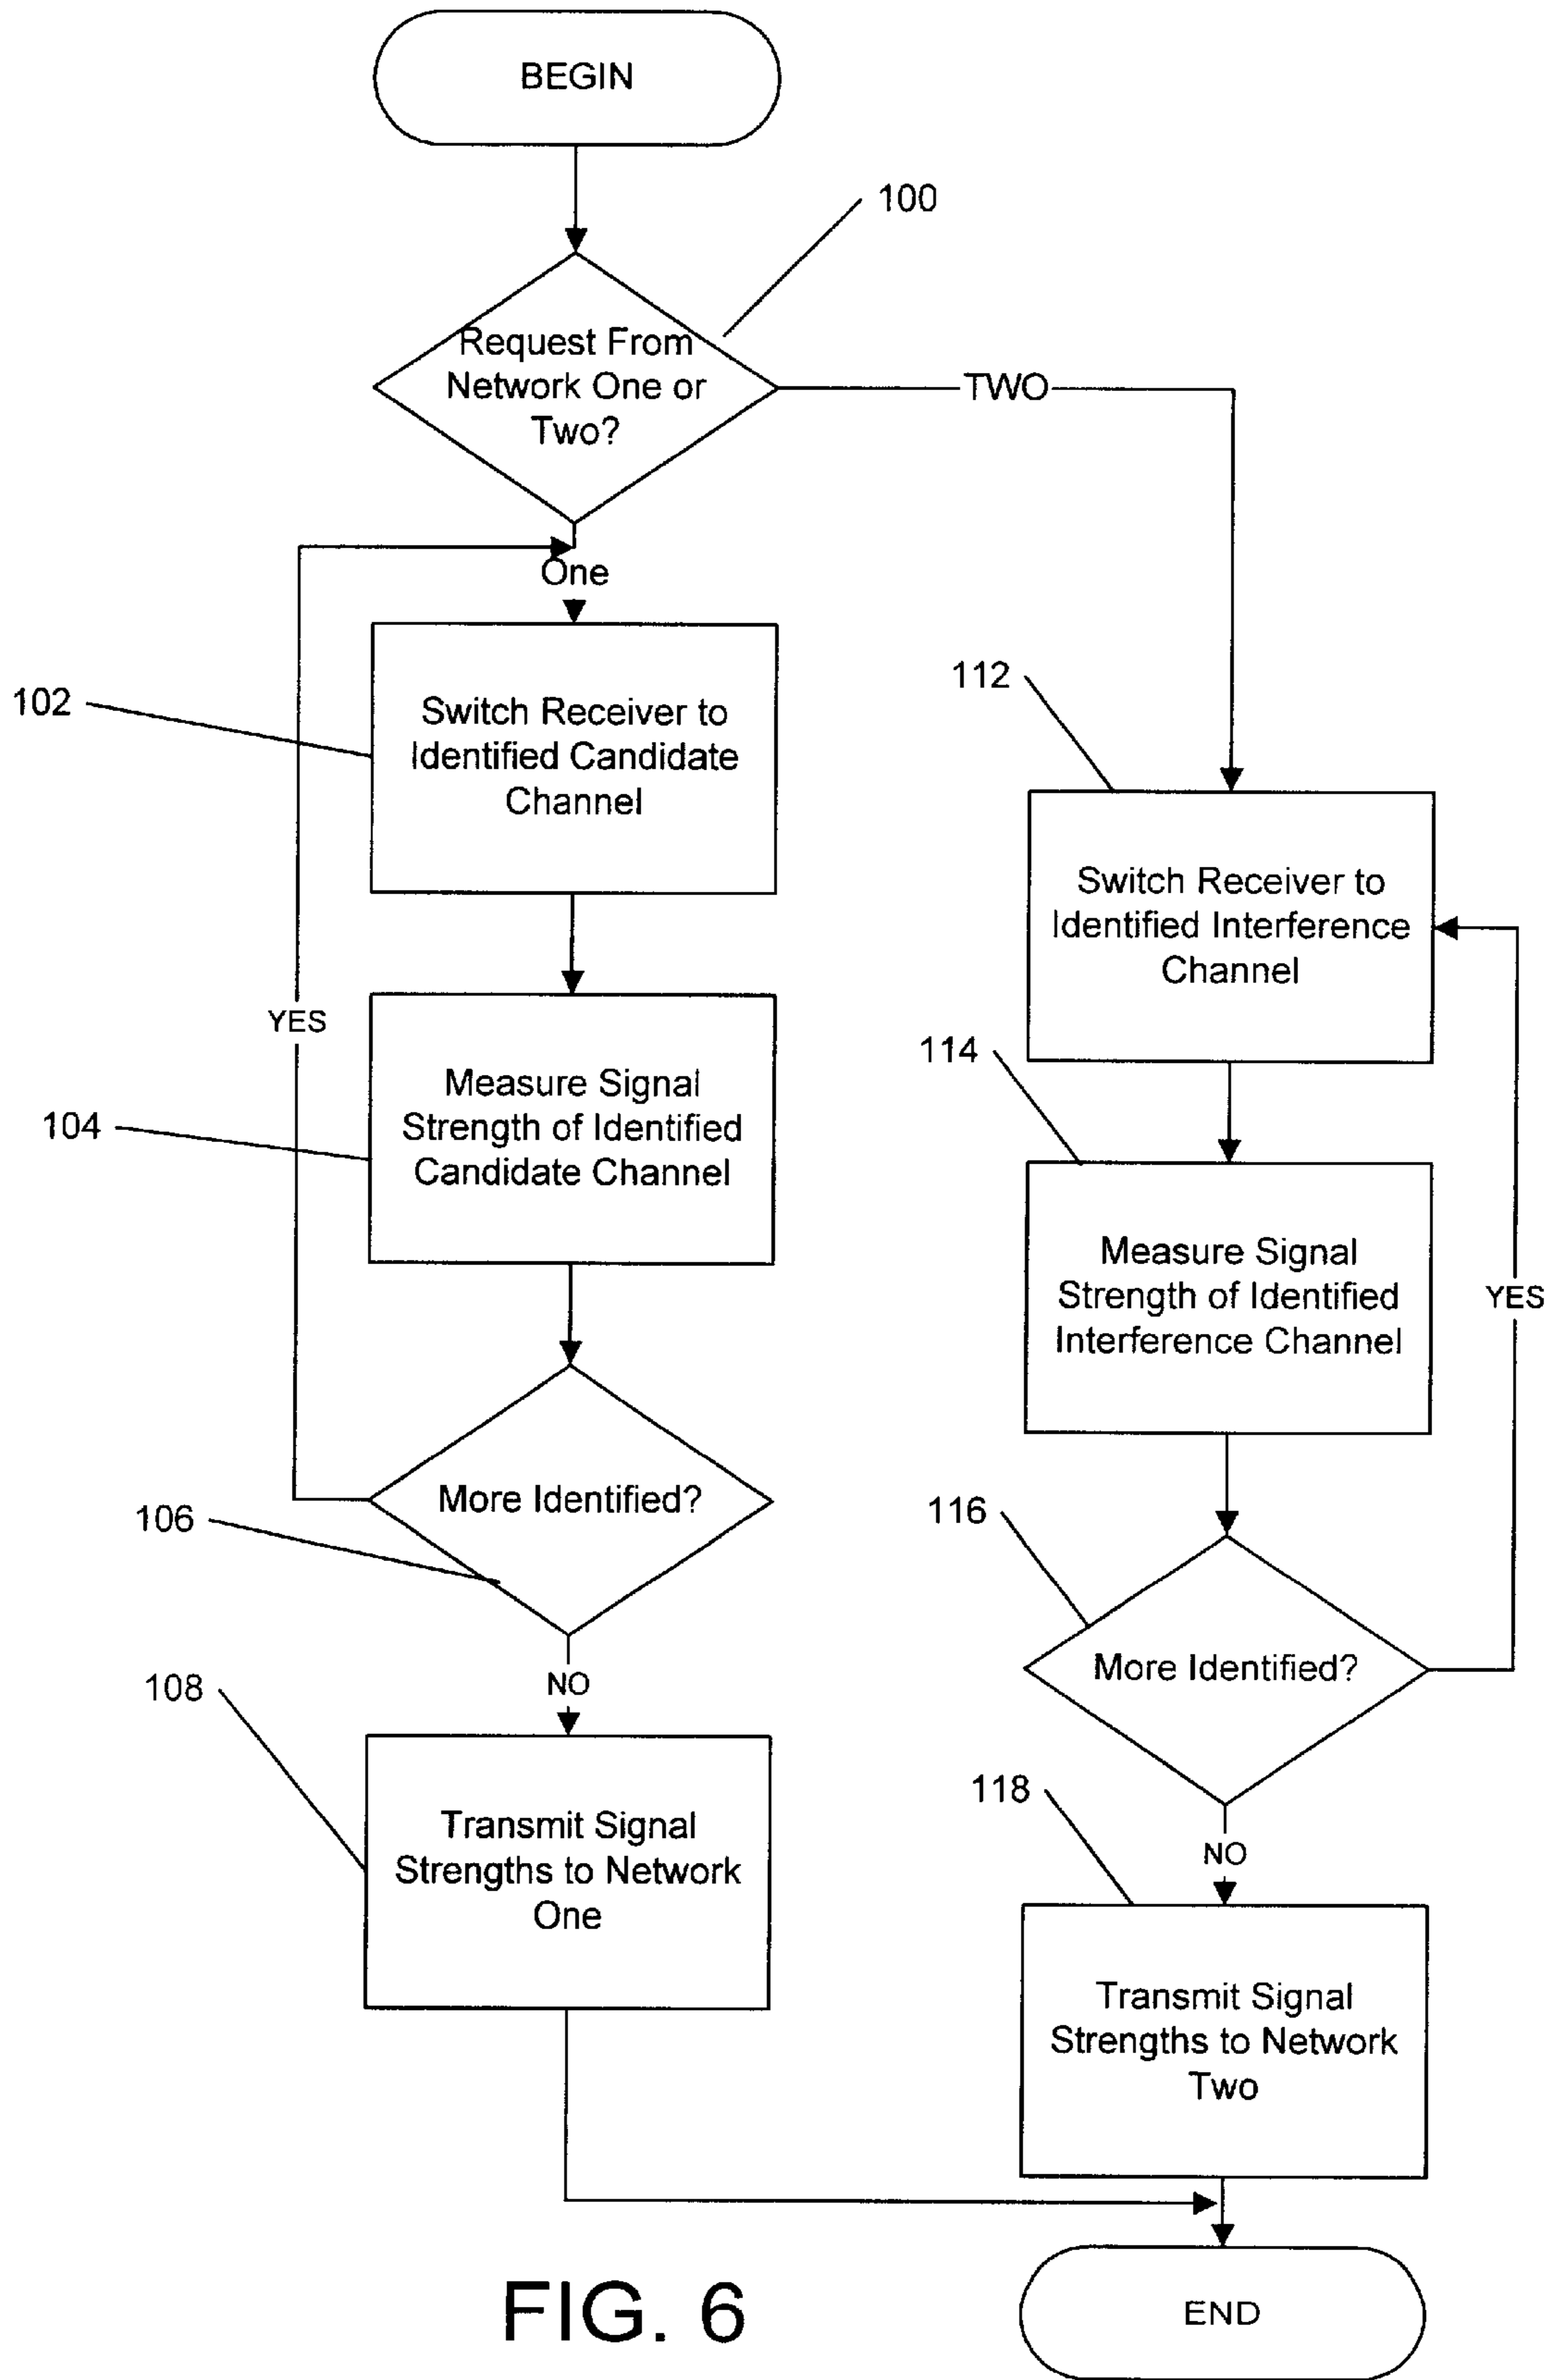 BEGIN
100
Request From
Network One or
Two?
TWO
One
102
Switch Receiver to
Identified Candidate
Channel
112
Switch Receiver to
Identified Interference
Channel
YES
104
Measure Signal
Strength of Identified
Candidate Channel
114
Measure Signal
Strength of Identified
Interference Channel
YES
106
More Identified?
116
More Identified?
NO
108
Transmit Signal
Strengths to Network
One
NO
118
Transmit Signal
Strengths to Network
Two
END
FIG. 6